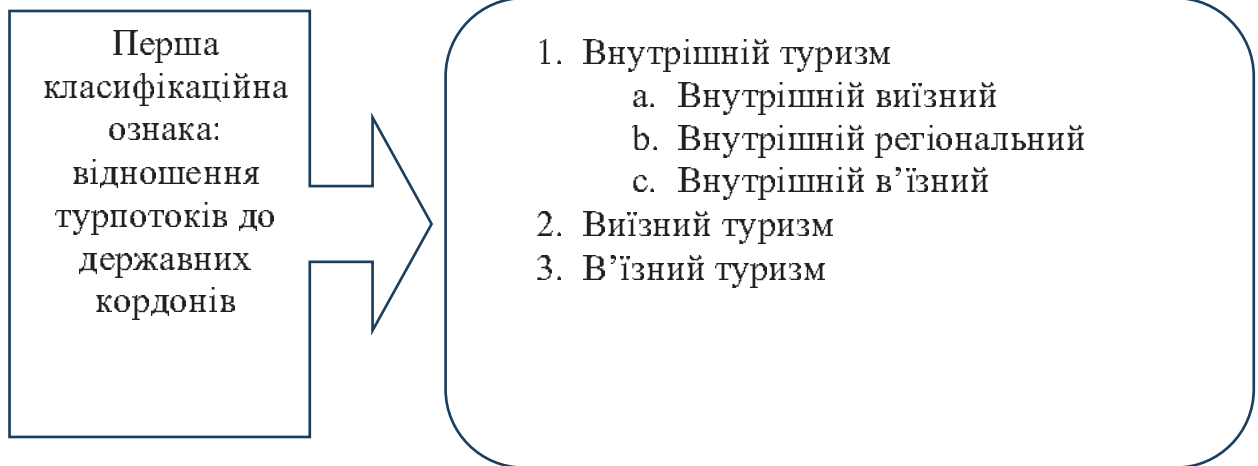 Перша
класифікаційна
ознака:
відношення
турпотоків до
державних
кордонів
1. Внутрішній туризм
a. Внутрішній виїзний
b. Внутрішній регіональний
c. Внутрішній в’їзний
2. Виїзний туризм
3. В’їзний туризм